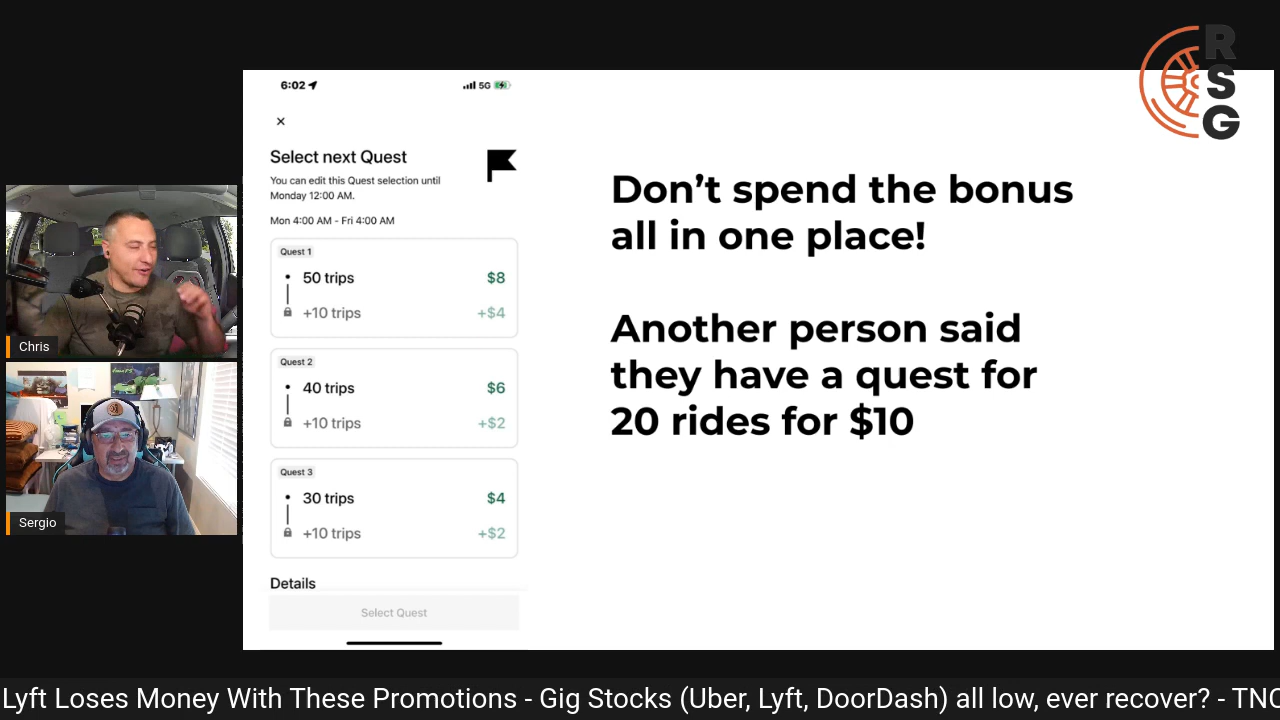 RSG
6:02
5G
Select next Quest
You can edit this Quest selection until
Monday 12:00 AM.
Mon 4:00 AM - Fri 4:00 AM
Quest 1
50 trips $8
+10 trips +$4
Quest 2
40 trips $6
+10 trips +$2
Quest 3
30 trips $4
+10 trips +$2
Details
Select Quest
Don’t spend the bonus
all in one place!
Another person said
they have a quest for
20 rides for $10
Chris
Sergio
Lyft Loses Money With These Promotions - Gig Stocks (Uber, Lyft, DoorDash) all low, ever recover? - TNC